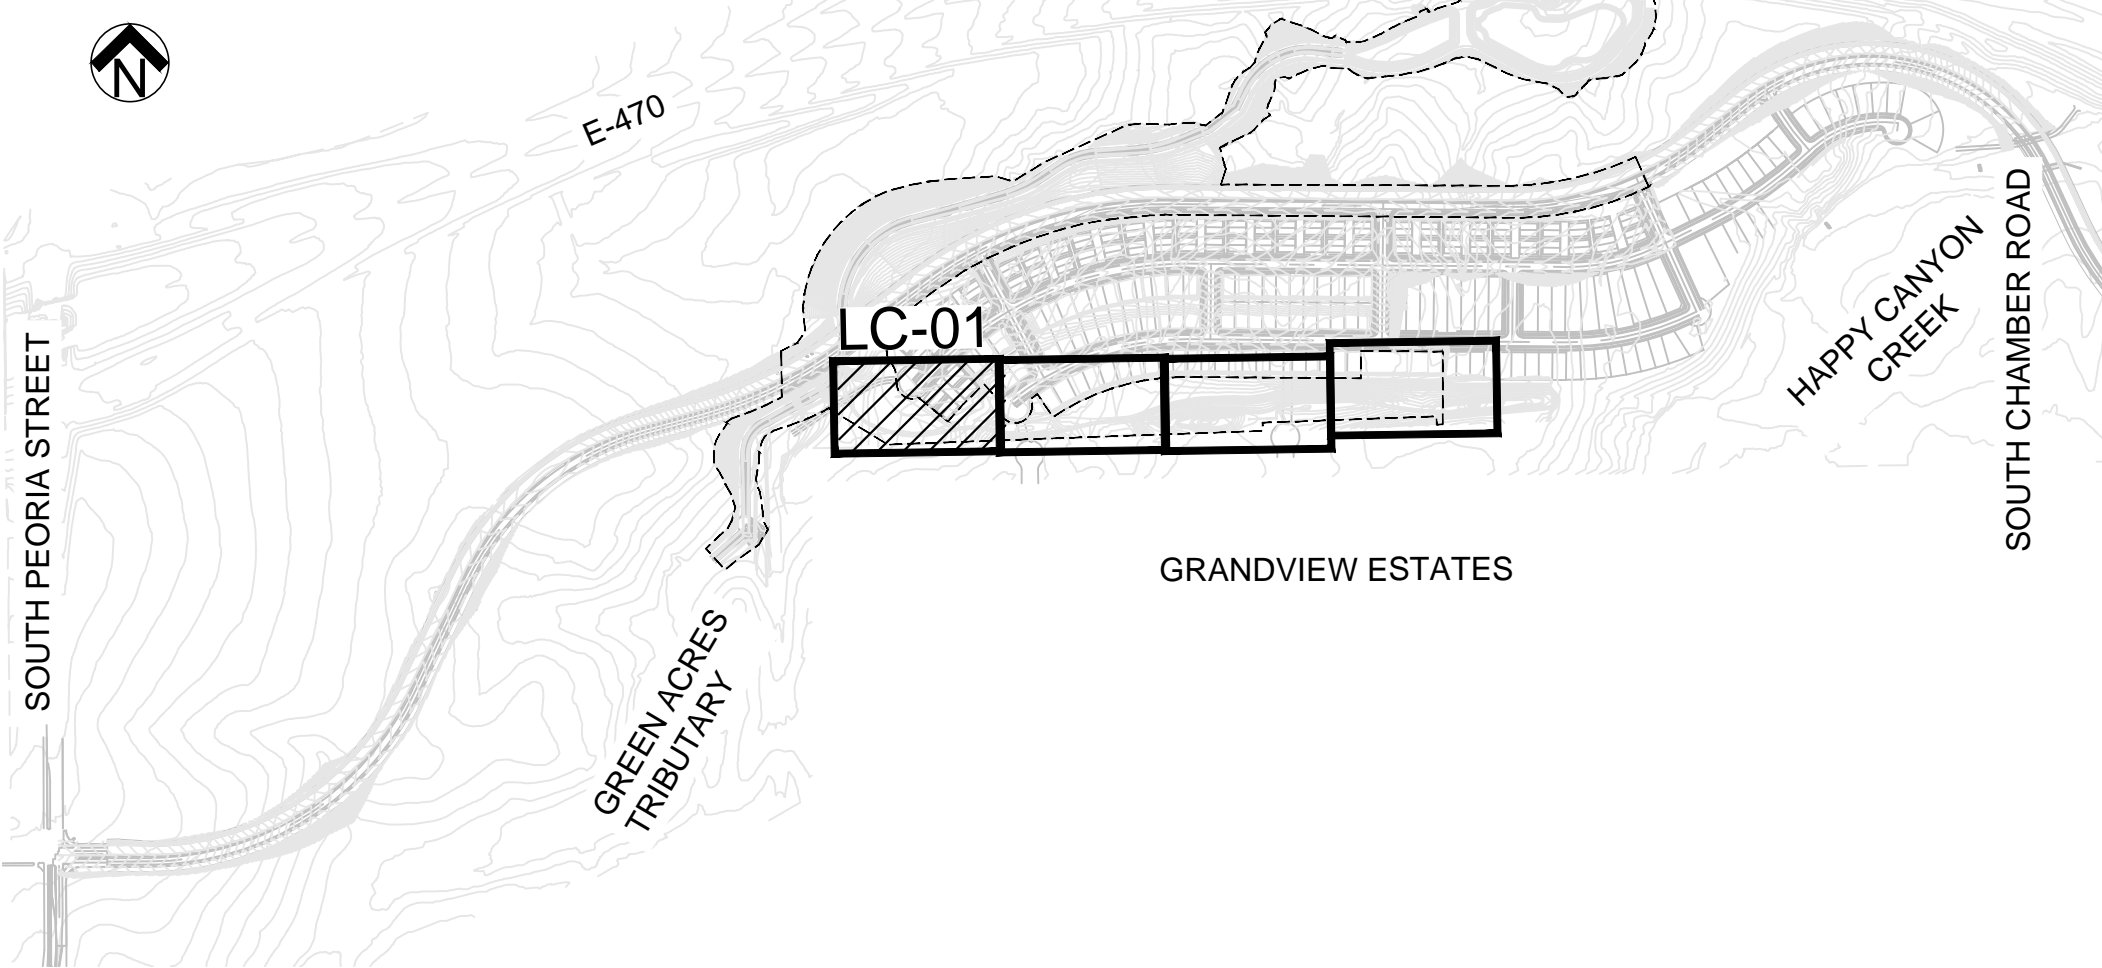 N
E-470
LC-01
SOUTH PEORIA STREET
GREEN ACRES
TRIBUTARY
GRANDVIEW ESTATES
HAPPY CANYON
CREEK
SOUTH CHAMBER ROAD